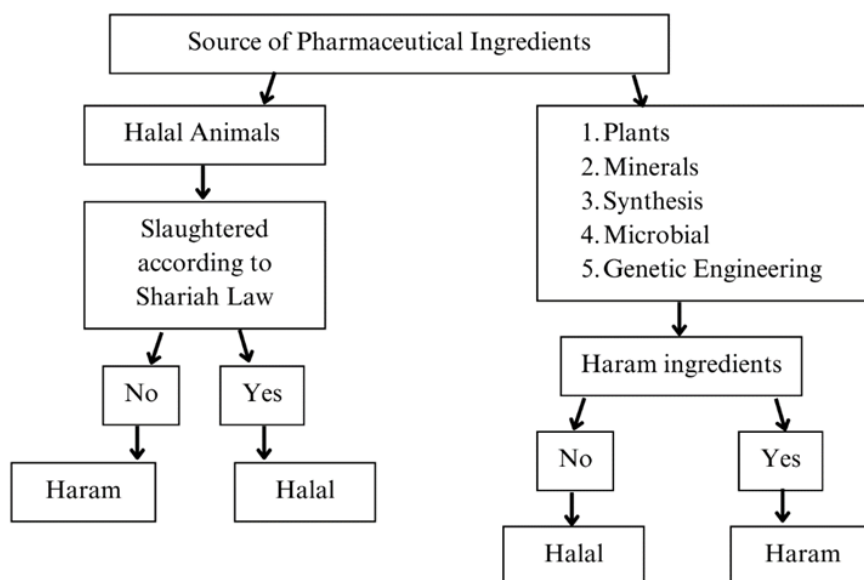 Source of Pharmaceutical Ingredients
Halal Animals
Slaughtered
according to
Shariah Law
No
Yes
Haram
Halal
1. Plants
2. Minerals
3. Synthesis
4. Microbial
5. Genetic Engineering
Haram ingredients
No
Yes
Halal
Haram